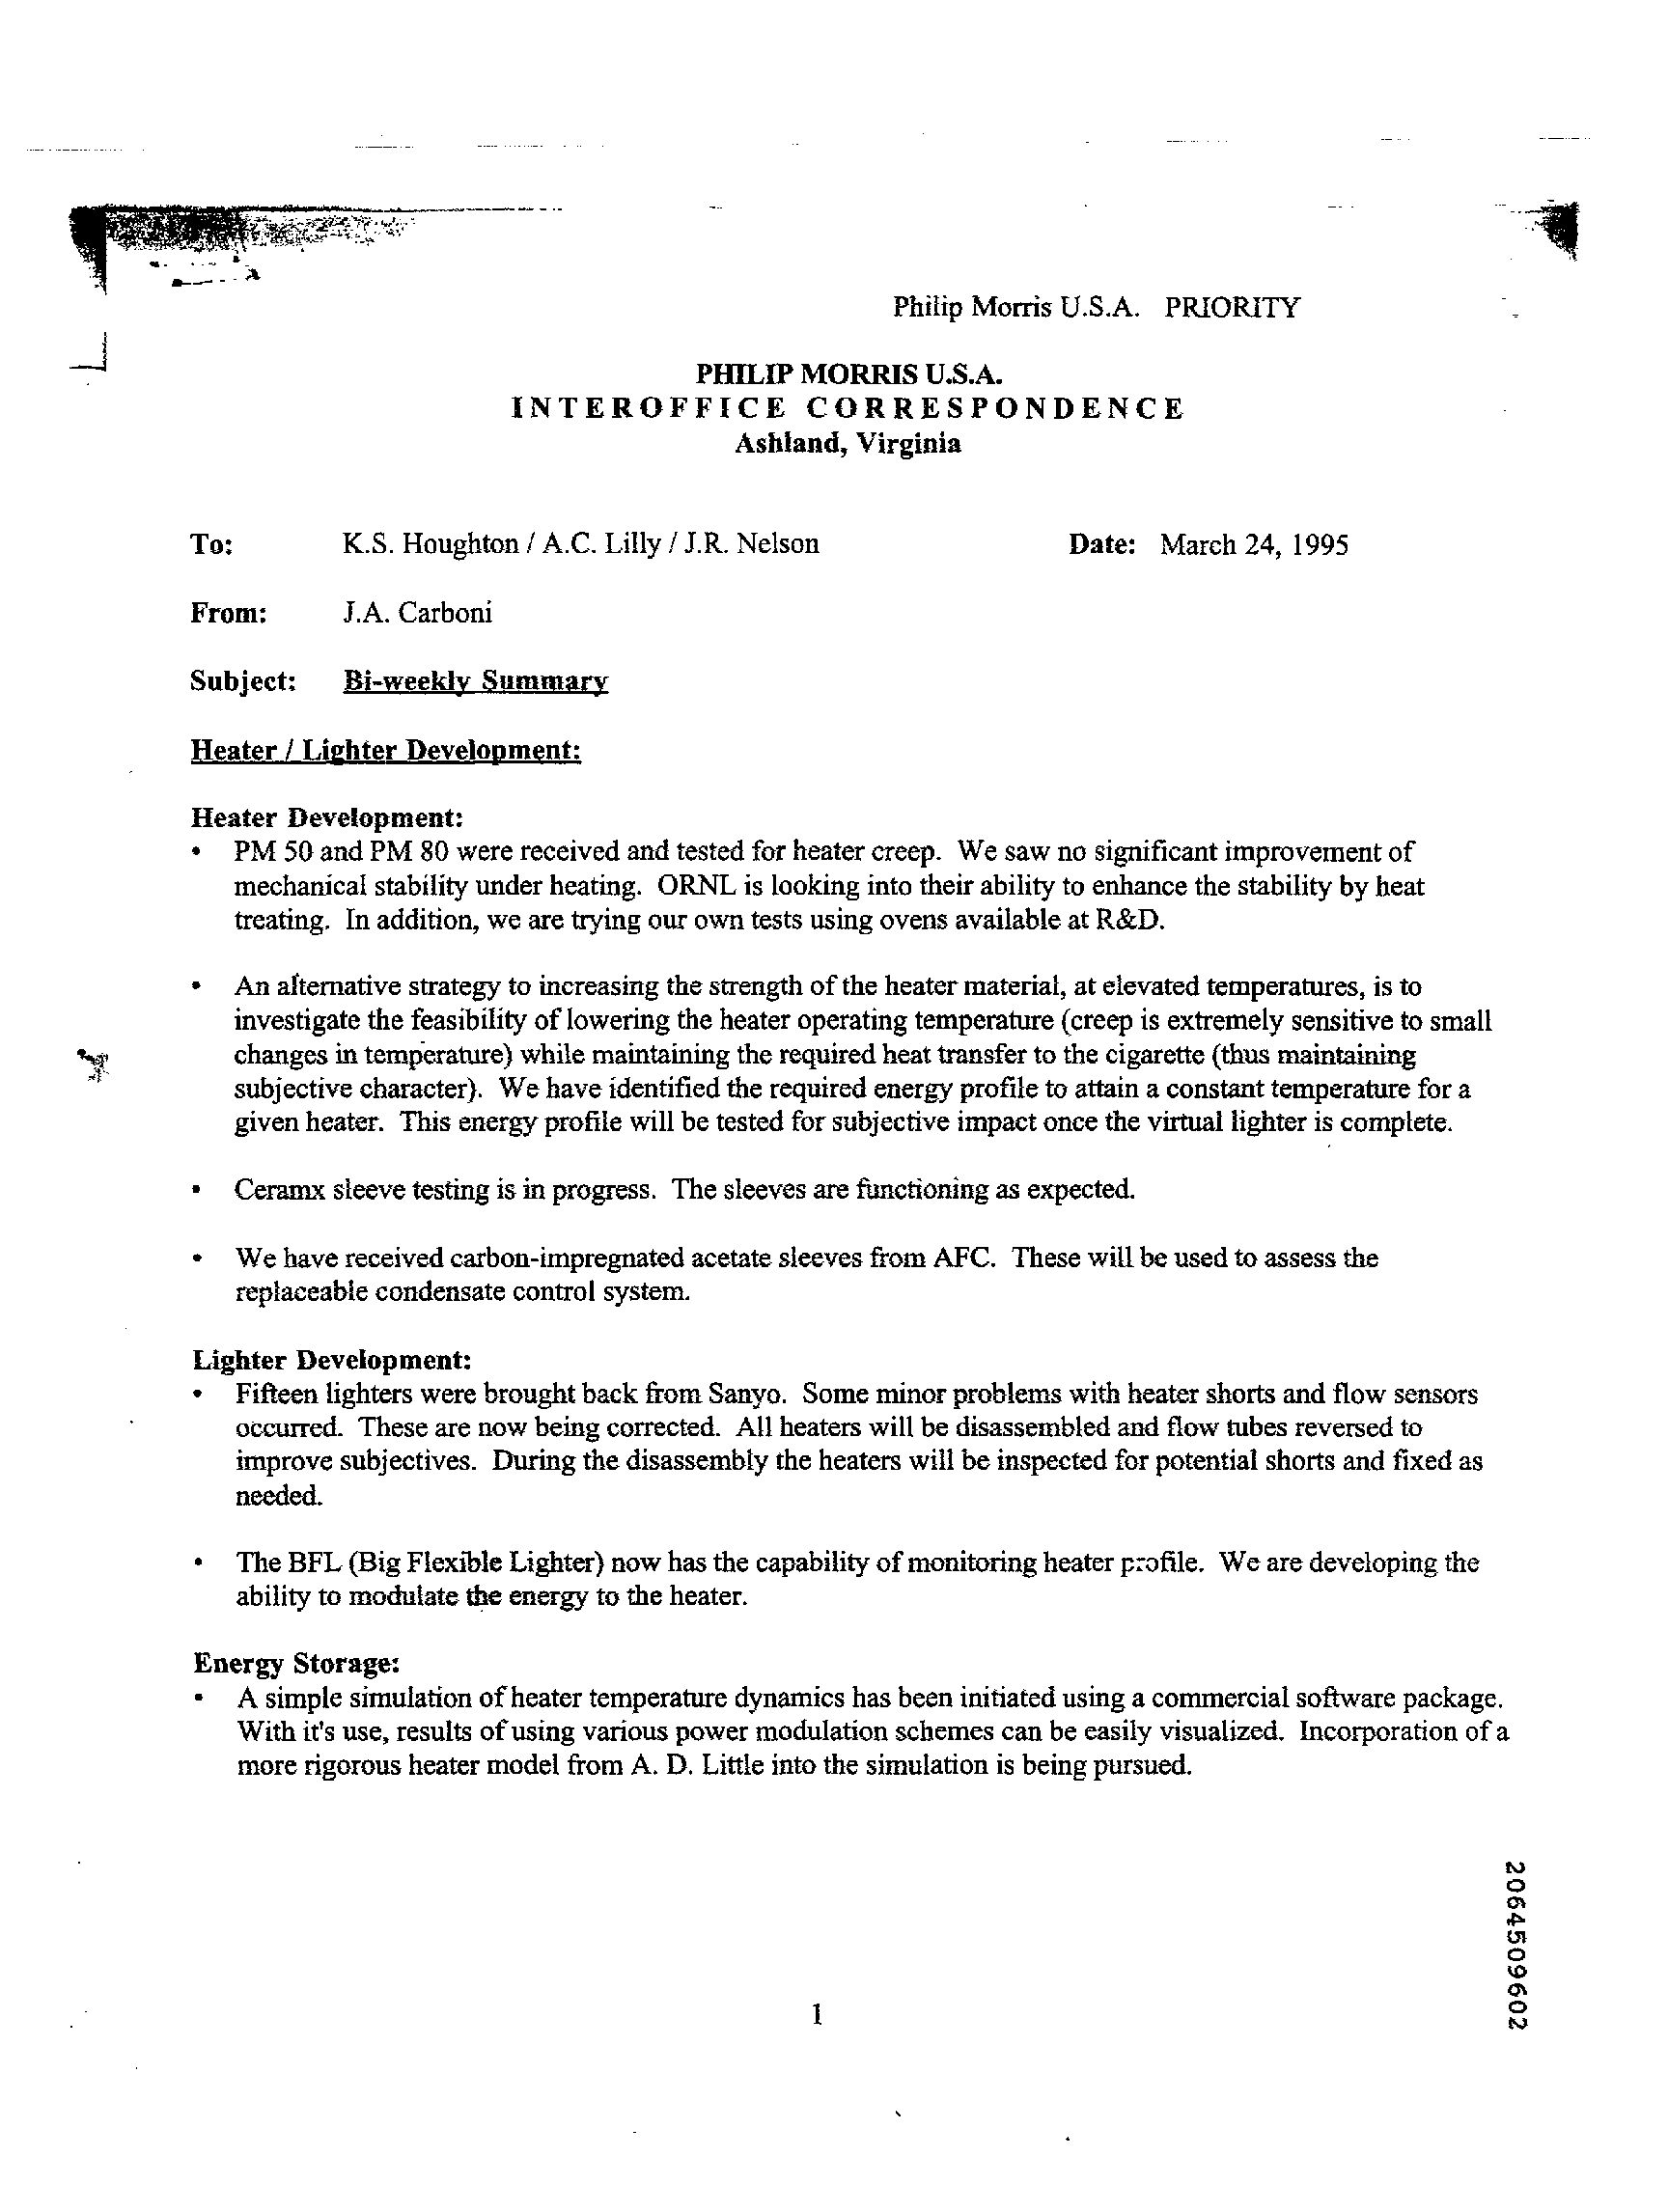 Philip Morris U.S.A. PRIORITY
PHILIP MORRIS U.S.A.
INTEROFFICE CORRESPONDENCE
Ashland, Virginia
To: K.S. Houghton / A.C. Lilly / J.R. Nelson Date: March 24, 1995
From: J.A. Carboni
Subject: Bi-weekly Summary
Heater / Lighter Development:
Heater Development:
• PM 50 and PM 80 were received and tested for heater creep. We saw no significant improvement of
mechanical stability under heating. ORNL is looking into their ability to enhance the stability by heat
treating. In addition, we are trying our own tests using ovens available at R&D.
• An alternative strategy to increasing the strength of the heater material, at elevated temperatures, is to
investigate the feasibility of lowering the heater operating temperature (creep is extremely sensitive to small
changes in temperature) while maintaining the required heat transfer to the cigarette (thus maintaining
subjective character). We have identified the required energy profile to attain a constant temperature for a
given heater. This energy profile will be tested for subjective impact once the virtual lighter is complete.
• Ceramx sleeve testing is in progress. The sleeves are functioning as expected.
• We have received carbon-impregnated acetate sleeves from AFC. These will be used to assess the
replaceable condensate control system.
Lighter Development:
• Fifteen lighters were brought back from Sanyo. Some minor problems with heater shorts and flow sensors
occurred. These are now being corrected. All heaters will be disassembled and flow tubes reversed to
improve subjectives. During the disassembly the heaters will be inspected for potential shorts and fixed as
needed.
• The BFL (Big Flexible Lighter) now has the capability of monitoring heater profile. We are developing the
ability to modulate the energy to the heater.
Energy Storage:
• A simple simulation of heater temperature dynamics has been initiated using a commercial software package.
With it's use, results of using various power modulation schemes can be easily visualized. Incorporation of a
more rigorous heater model from A. D. Little into the simulation is being pursued.
2064509602
1